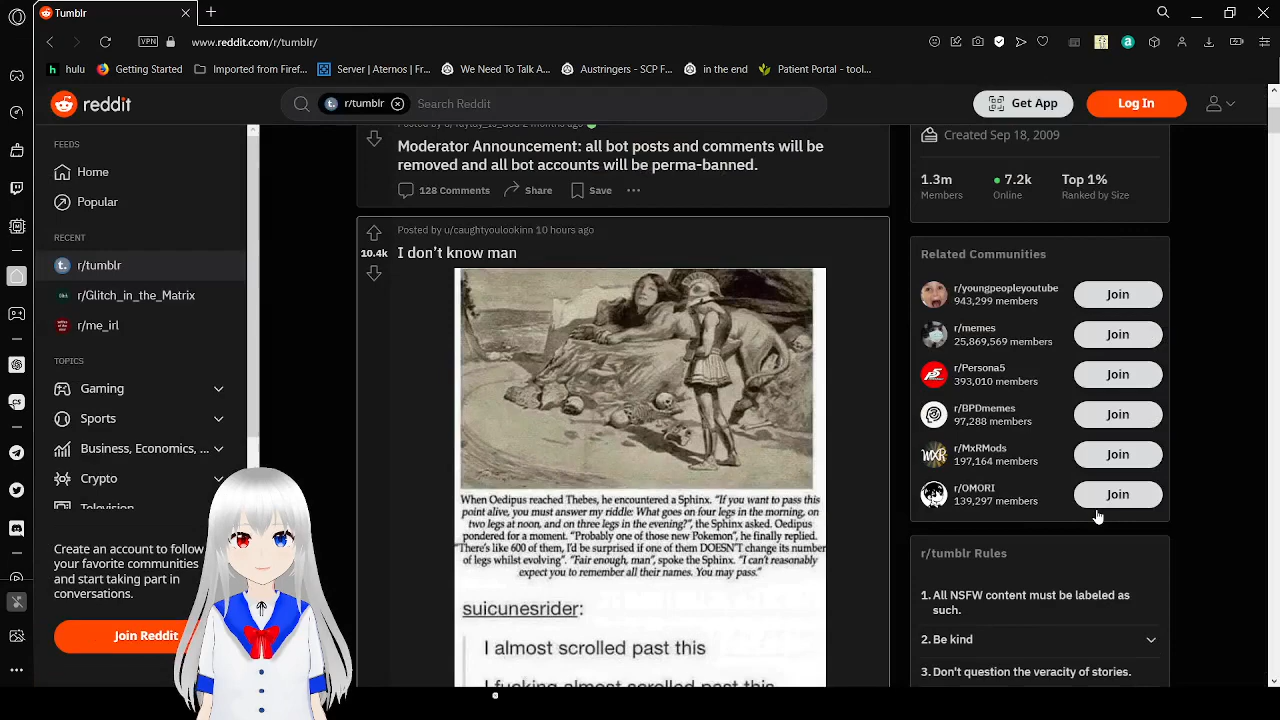 Tumblr
VPN
www.reddit.com/r/tumblr/
hulu
Getting Started
Imported from Firef...
Server | Aternos | Fr...
We Need To Talk A...
Austringers - SCP F...
in the end
Patient Portal - tool...
reddit
r/tumblr
Search Reddit
Get App
Log In
FEEDS
Home
Popular
RECENT
r/tumblr
r/Glitch_in_the_Matrix
r/me_irl
TOPICS
Gaming
Sports
Business, Economics, ...
Crypto
Television
Create an account to follow
your favorite communities
and start taking part in
conversations.
Join Reddit
Moderator Announcement: all bot posts and comments will be
removed and all bot accounts will be perma-banned.
128 Comments
Share
Save
Posted by u/caughtyoulookinn 10 hours ago
10.4k
I don't know man
When Oedipus reached Thebes, he encountered a Sphinx. "If you want to pass this
point alive, you must answer my riddle: What goes on four legs in the morning, on
two legs at noon, and on three legs in the evening?", the Sphinx asked. Oedipus
pondered for a moment. "Probably one of those new Pokemon", he finally replied.
"There's like 600 of them, I'd be surprised if one of them DOESN'T change its number
of legs whilst evolving". "Fair enough, man", spoke the Sphinx. "I can't reasonably
expect you to remember all their names. You may pass."
suicunesrider:
I almost scrolled past this
I fucking almost scrolled past this
Created Sep 18, 2009
1.3m
Members
7.2k
Online
Top 1%
Ranked by Size
Related Communities
r/youngpeopleyoutube
943,299 members
Join
r/memes
25,869,569 members
Join
r/Persona5
393,010 members
Join
r/BPDmemes
97,288 members
Join
r/MxRMods
197,164 members
Join
r/OMORI
139,297 members
Join
r/tumblr Rules
1. All NSFW content must be labeled as
such.
2. Be kind
3. Don't question the veracity of stories.